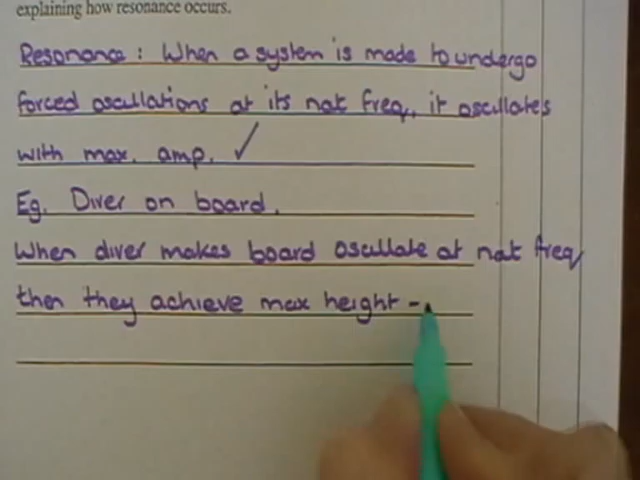 explaining how resonance occurs.
Resonance: When a system is made to undergo
forced oscillations at its nat freq, it oscillates
with max. amp. ✓
Eg. Diver on board.
When diver makes board oscillate at nat freq
then they achieve max height -